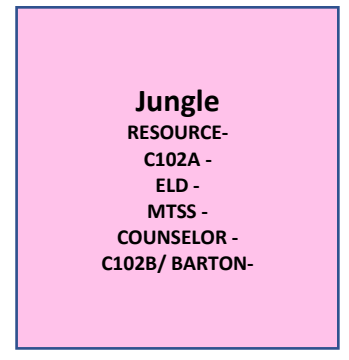 Jungle
RESOURCE-
C102A -
ELD -
MTSS -
COUNSELOR -
C102B/ BARTON-